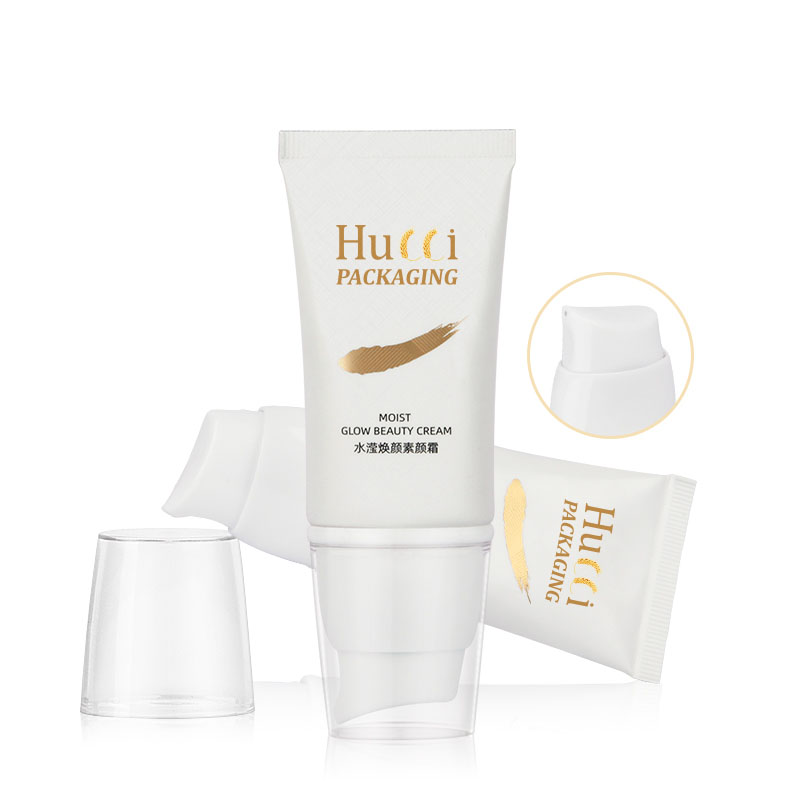 Hucci
PACKAGING
MOIST
GLOW BEAUTY CREAM
水滢焕颜素颜霜
Hucci
PACKAGING